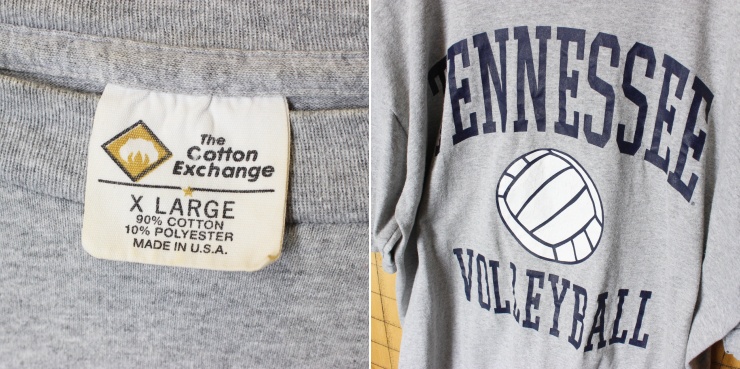 The
Cotton
Exchange
X LARGE
90% COTTON
10% POLYESTER
MADE IN U.S.A.
TENNESSEE
VOLLEYBALL